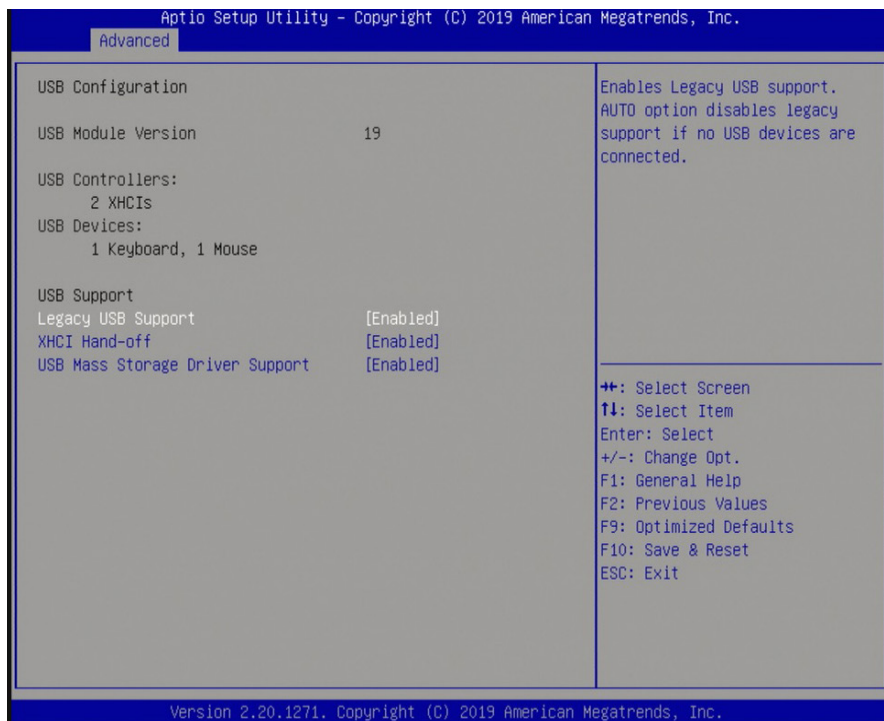 Aptio Setup Utility – Copyright (C) 2019 American Megatrends, Inc.
Advanced
USB Configuration
USB Module Version 19
USB Controllers:
2 XHCIs
USB Devices:
1 Keyboard, 1 Mouse
USB Support
Legacy USB Support [Enabled]
XHCI Hand-off [Enabled]
USB Mass Storage Driver Support [Enabled]
Enables Legacy USB support.
AUTO option disables legacy
support if no USB devices are
connected.
→←: Select Screen
↑↓: Select Item
Enter: Select
+/-: Change Opt.
F1: General Help
F2: Previous Values
F9: Optimized Defaults
F10: Save & Reset
ESC: Exit
Version 2.20.1271. Copyright (C) 2019 American Megatrends, Inc.